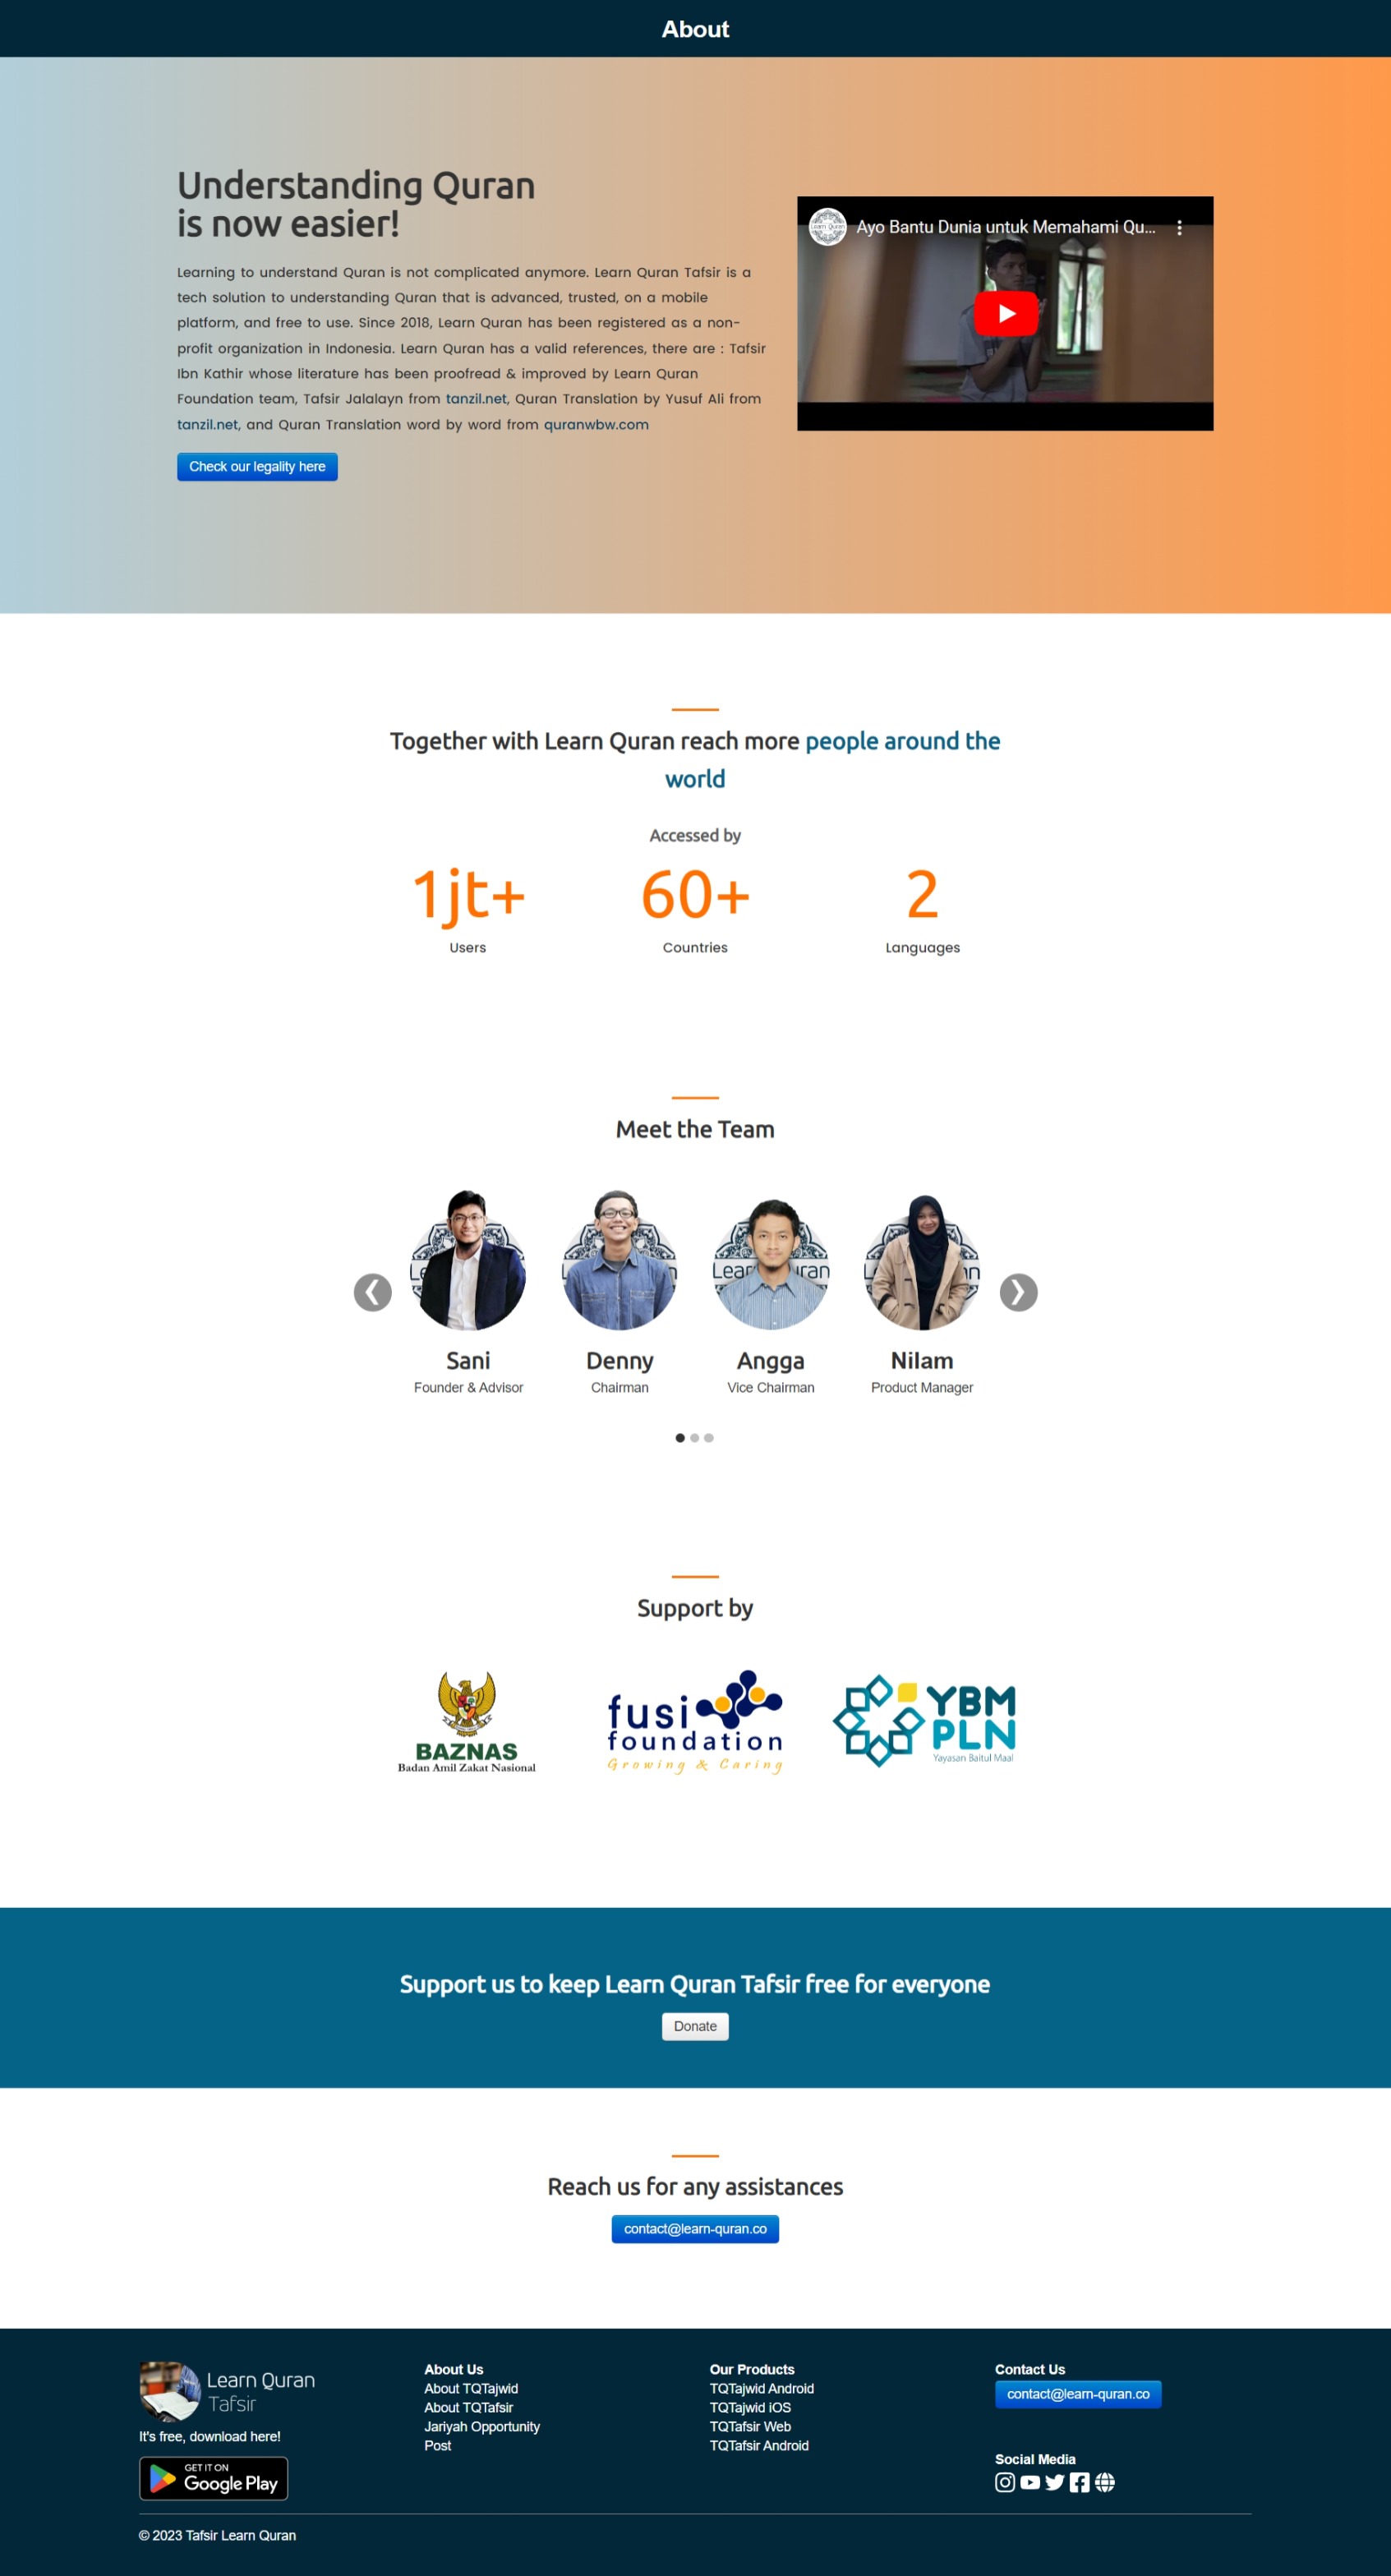 About
Understanding Quran
is now easier!
Learning to understand Quran is not complicated anymore. Learn Quran Tafsir is a
tech solution to understanding Quran that is advanced, trusted, on a mobile
platform, and free to use. Since 2018, Learn Quran has been registered as a non-
profit organization in Indonesia. Learn Quran has a valid references, there are : Tafsir
Ibn Kathir whose literature has been proofread & improved by Learn Quran
Foundation team, Tafsir Jalalayn from tanzil.net, Quran Translation by Yusuf Ali from
tanzil.net, and Quran Translation word by word from quranwbw.com
Check our legality here
Learn Quran
Ayo Bantu Dunia untuk Memahami Qu...
Together with Learn Quran reach more people around the
world
Accessed by
1jt+ 60+ 2
Users Countries Languages
Meet the Team
Sani Denny Angga Nilam
Founder & Advisor Chairman Vice Chairman Product Manager
Support by
BAZNAS
Badan Amil Zakat Nasional
fusi
foundation
Growing & Caring
YBM
PLN
Yayasan Baitul Maal
Support us to keep Learn Quran Tafsir free for everyone
Donate
Reach us for any assistances
contact@learn-quran.co
Learn Quran
Tafsir
It's free, download here!
GET IT ON
Google Play
About Us
About TQTajwid
About TQTafsir
Jariyah Opportunity
Post
Our Products
TQTajwid Android
TQTajwid iOS
TQTafsir Web
TQTafsir Android
Contact Us
contact@learn-quran.co
Social Media
© 2023 Tafsir Learn Quran